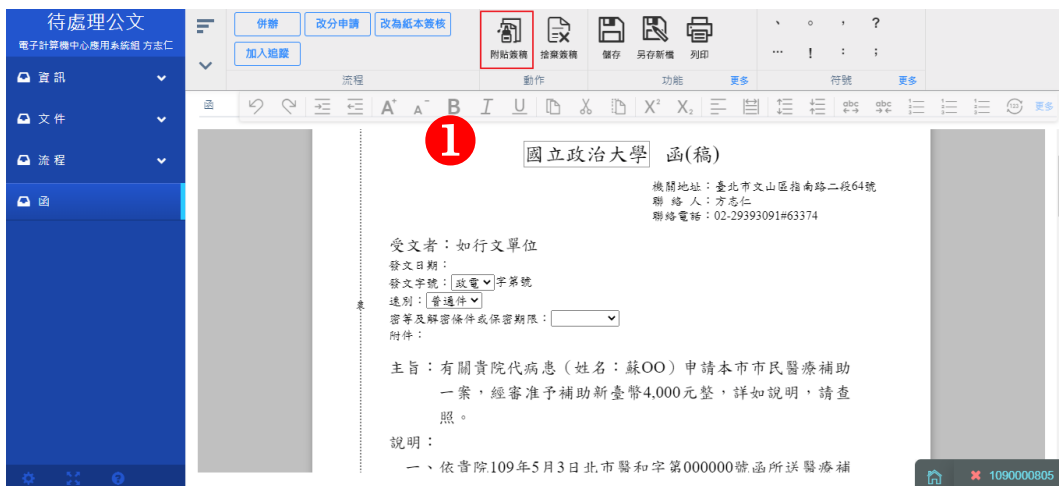 待處理公文
電子計算機中心應用系統組 方志仁
資訊
文件
流程
函
併辦 改分申請 改為紙本簽核
加入追蹤
流程
附貼簽稿 捨棄簽稿
動作
儲存 另存新檔 列印
功能 更多
、 。 , ?
… ! : ;
符號 更多
函 A+ A- B I U X² X₂ abc abc 123 更多
1
國立政治大學 函(稿)
機關地址：臺北市文山區指南路二段64號
聯 絡 人：方志仁
聯絡電話：02-29393091#63374
受文者：如行文單位
發文日期：
發文字號：政電字第號
速別：普通件
密等及解密條件或保密期限：
附件：
裝
主旨：有關貴院代病患（姓名：蘇OO）申請本市市民醫療補助
一案，經審准予補助新臺幣4,000元整，詳如說明，請查
照。
說明：
一、依貴院109年5月3日北市醫和字第000000號函所送醫療補
1090000805